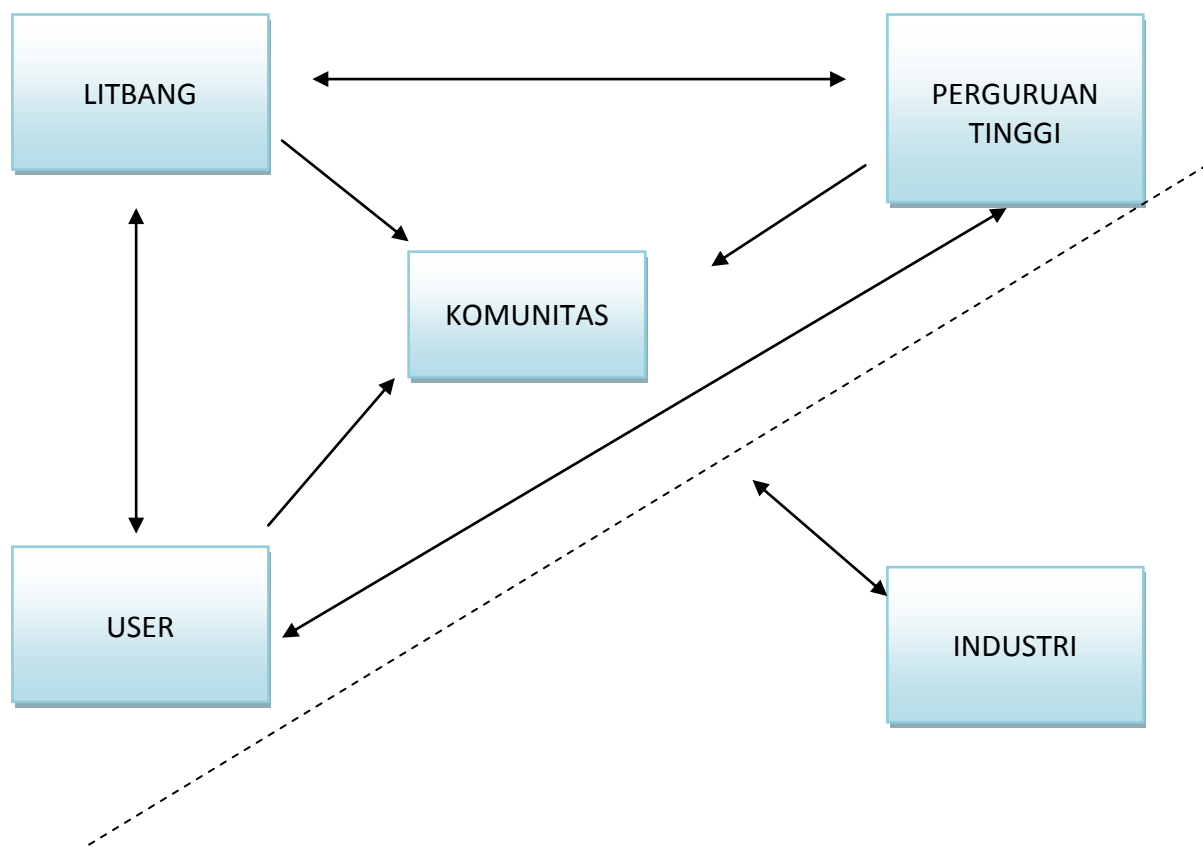 LITBANG
PERGURUAN
TINGGI
KOMUNITAS
USER
INDUSTRI